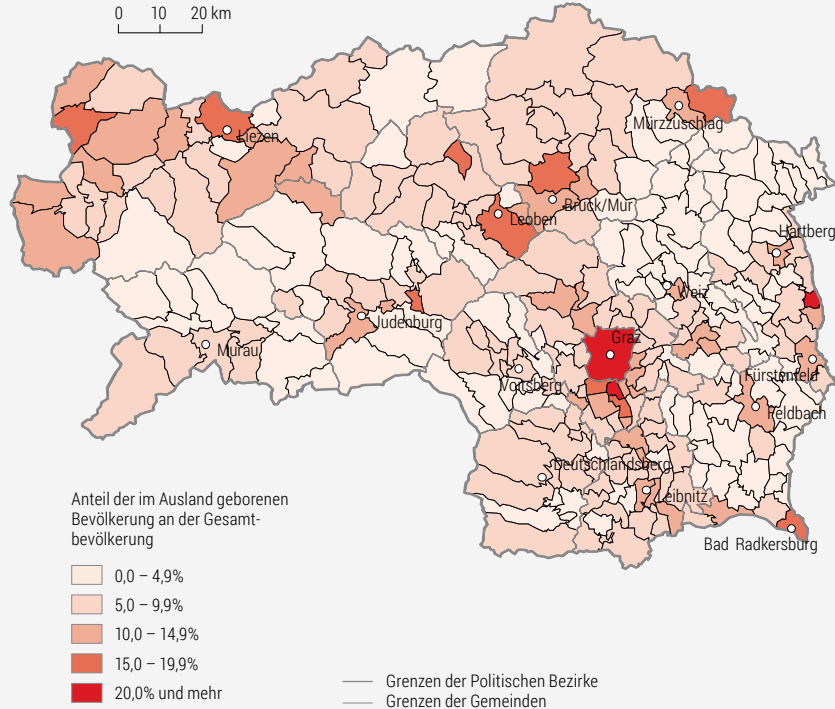 0 10 20 km
Mürzzuschlag
Liezen
Bruck/Mur
Leoben
Hartberg
Weiz
Judenburg
Graz
Murau
Voitsberg
Fürstenfeld
Feldbach
Deutschlandsberg
Leibnitz
Bad Radkersburg
Anteil der im Ausland geborenen
Bevölkerung an der Gesamt-
bevölkerung
0,0 – 4,9%
5,0 – 9,9%
10,0 – 14,9%
15,0 – 19,9%
20,0% und mehr
Grenzen der Politischen Bezirke
Grenzen der Gemeinden